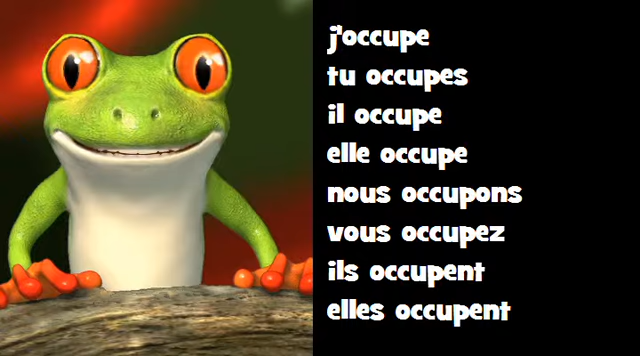 j'occupe
tu occupes
il occupe
elle occupe
nous occupons
vous occupez
ils occupent
elles occupent